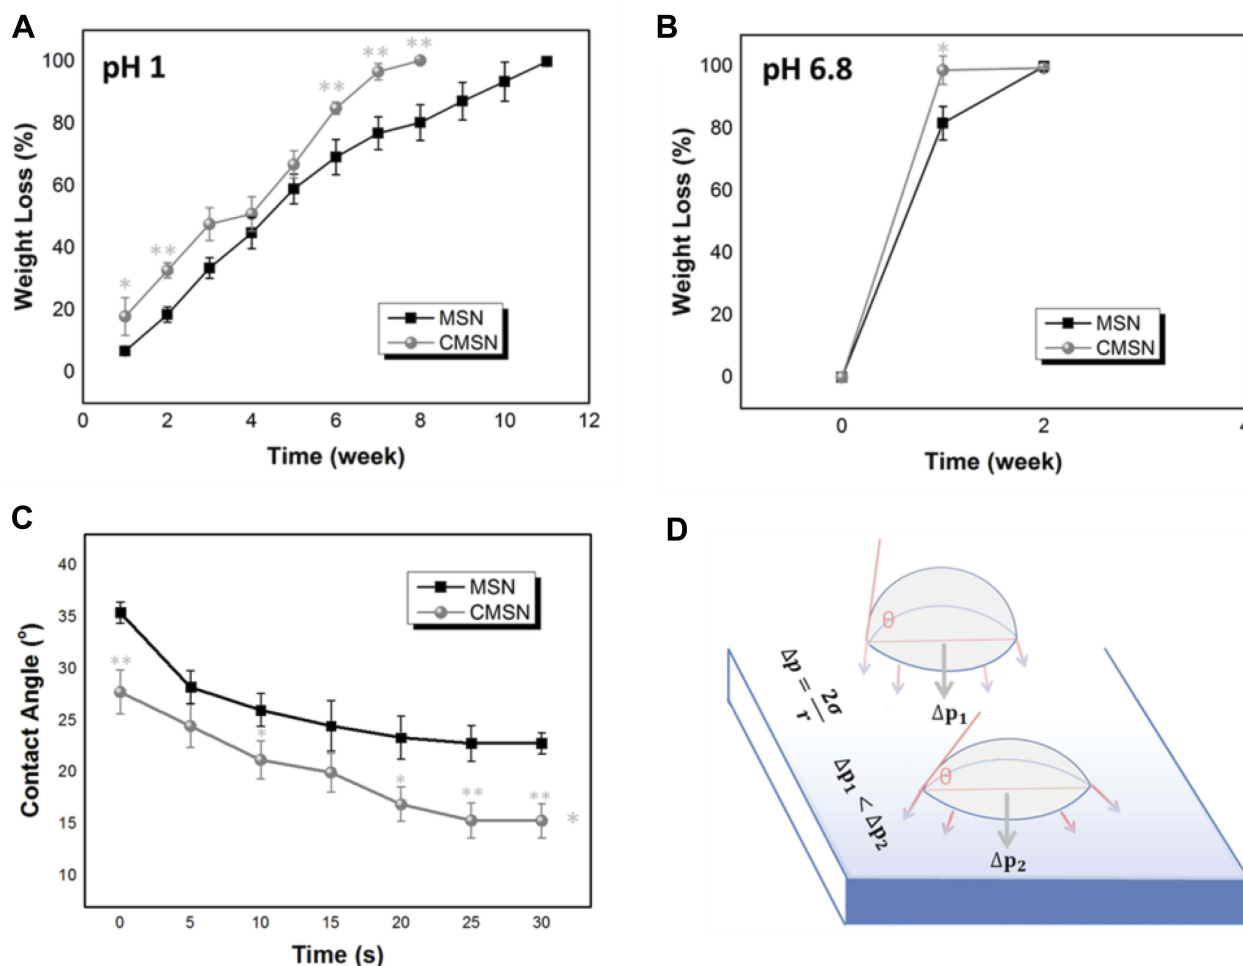 A
pH 1
Weight Loss (%)
100
80
60
40
20
0
*
**
**
**
**
MSN
CMSN
0
2
4
6
8
10
12
Time (week)
B
pH 6.8
Weight Loss (%)
100
80
60
40
20
0
*
MSN
CMSN
0
2
4
Time (week)
C
Contact Angle (°)
40
35
30
25
20
15
10
**
*
*
**
**
*
MSN
CMSN
0
5
10
15
20
25
30
Time (s)
D
θ
Δp = 2σ/r
Δp₁
Δp₁ < Δp₂
θ
Δp₂